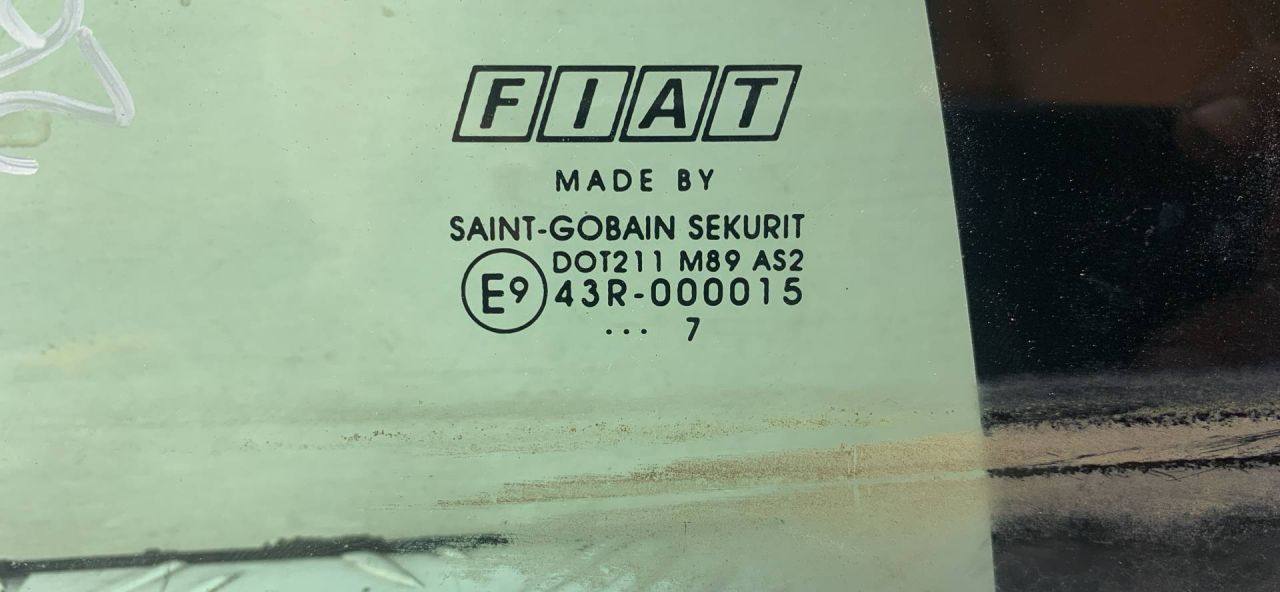 FIAT
MADE BY
SAINT-GOBAIN SEKURIT
DOT211 M89 AS2
E9 43R-000015
... 7